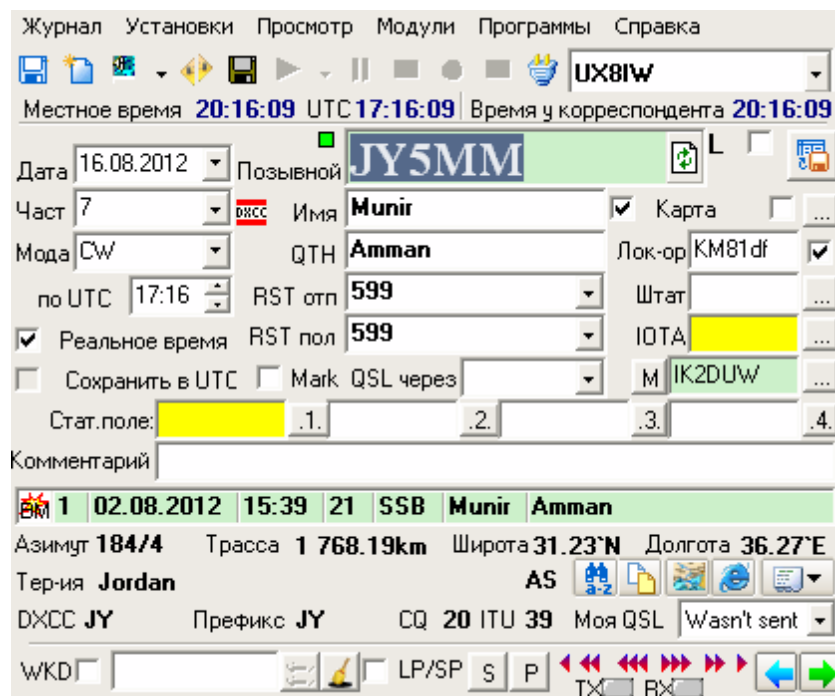 Журнал Установки Просмотр Модули Программы Справка
UX8IW
Местное время 20:16:09 UTC 17:16:09 Время у корреспондента 20:16:09
Дата 16.08.2012 Позывной JY5MM L
Част 7 DXCC Имя Munir Карта ...
Мода CW QTH Amman Лок-ор KM81df
по UTC 17:16 RST отп 599 Штат ...
Реальное время RST пол 599 IOTA ...
Сохранить в UTC Mark QSL через M IK2DUW ...
Стат.поле: .1. .2. .3. .4.
Комментарий
1 02.08.2012 15:39 21 SSB Munir Amman
Азимут 184/4 Трасса 1 768.19km Широта 31.23`N Долгота 36.27`E
Тер-ия Jordan AS a-z
DXCC JY Префикс JY CQ 20 ITU 39 Моя QSL Wasn't sent
WKD LP/SP S P
TX RX